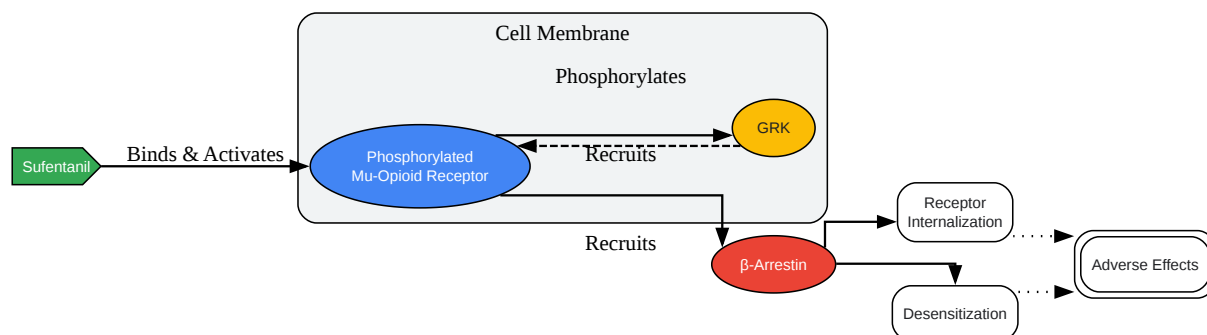 Cell Membrane
Phosphorylates
GRK
Binds & Activates
Sufentanil
Phosphorylated
Mu-Opioid Receptor
Recruits
Recruits
β-Arrestin
Receptor
Internalization
Adverse Effects
Desensitization